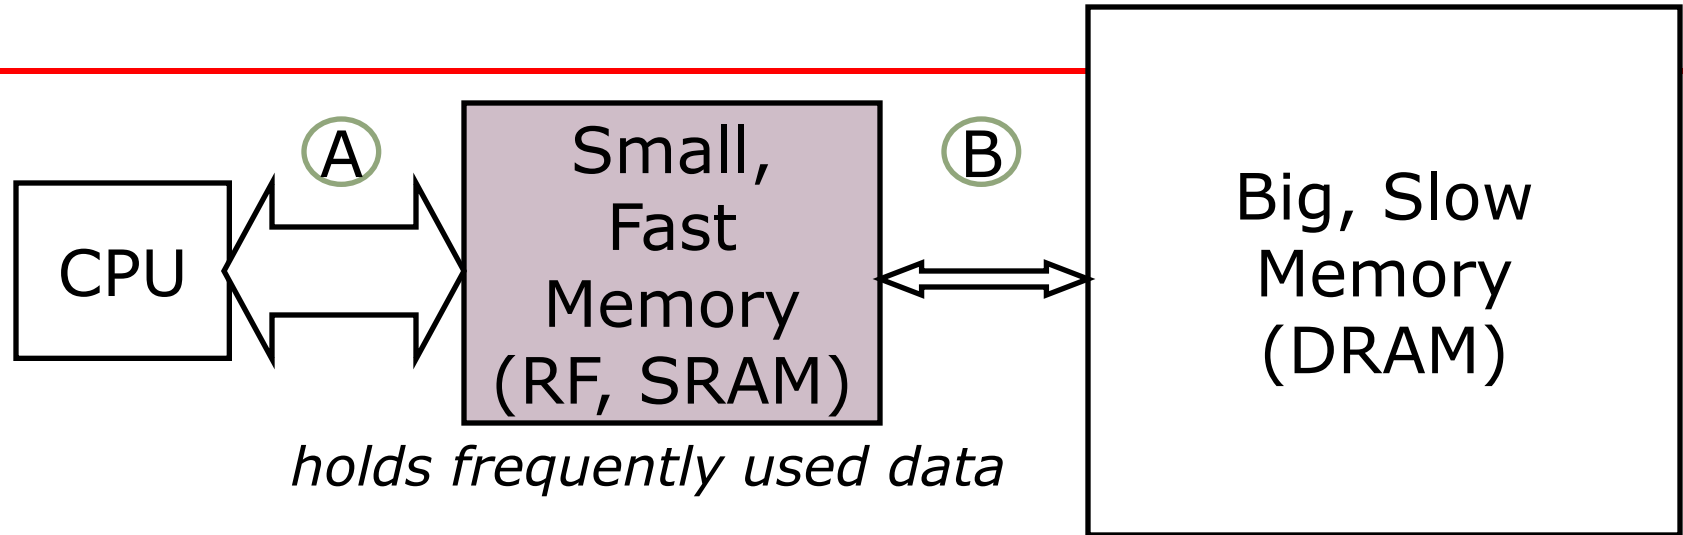 CPU
A
Small,
Fast
Memory
(RF, SRAM)
holds frequently used data
B
Big, Slow
Memory
(DRAM)